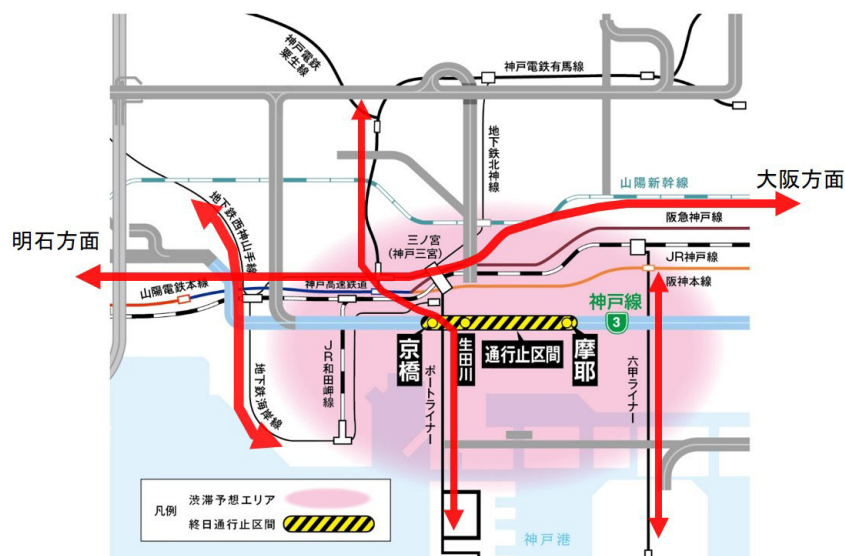 神戸電鉄
粟生線
神戸電鉄有馬線
地下鉄北神線
山陽新幹線
大阪方面
地下鉄西神山手線
三ノ宮
(神戸三宮)
阪急神戸線
明石方面
JR神戸線
山陽電鉄本線
神戸高速鉄道
阪神本線
神戸線
3
京橋
生田川
通行止区間
摩耶
JR和田岬線
ポートライナー
六甲ライナー
地下鉄海岸線
凡例
渋滞予想エリア
終日通行止区間
神戸港